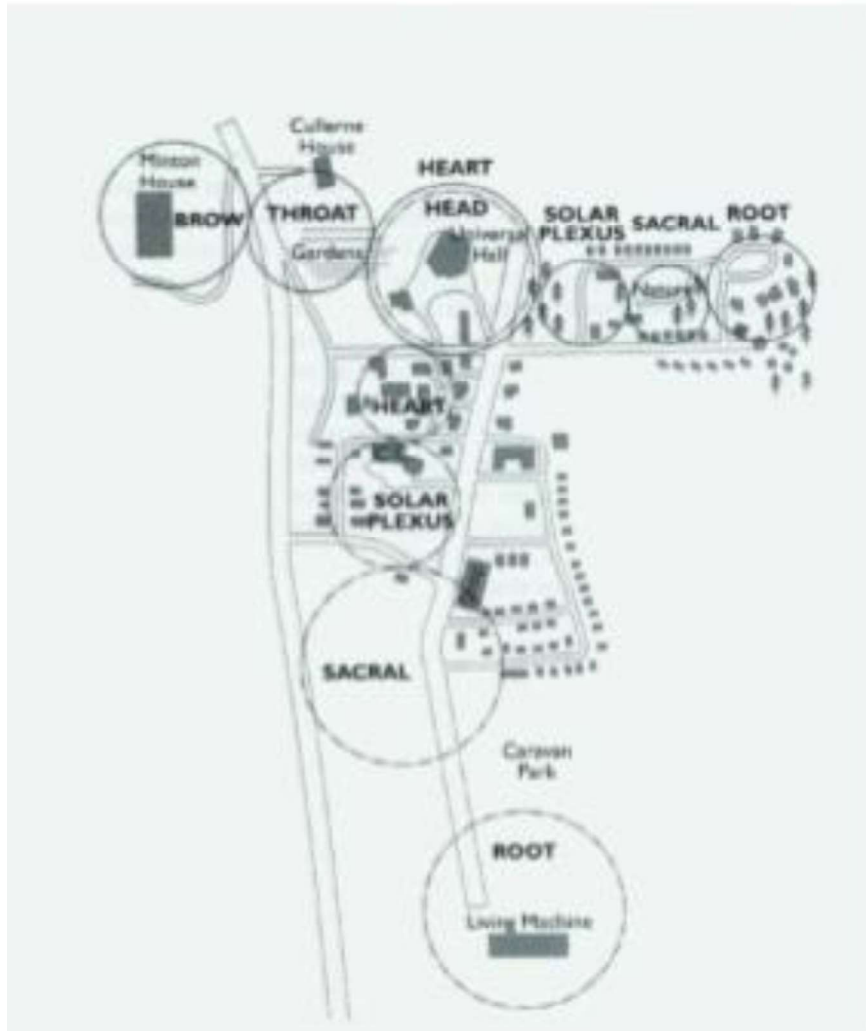 Cullerne
House
Minton
House
HEART
BROW
THROAT
HEAD
SOLAR
PLEXUS
SACRAL
ROOT
Gardens
Universal
Hall
Nature
HEART
SOLAR
PLEXUS
SACRAL
Caravan
Park
ROOT
Living Machine